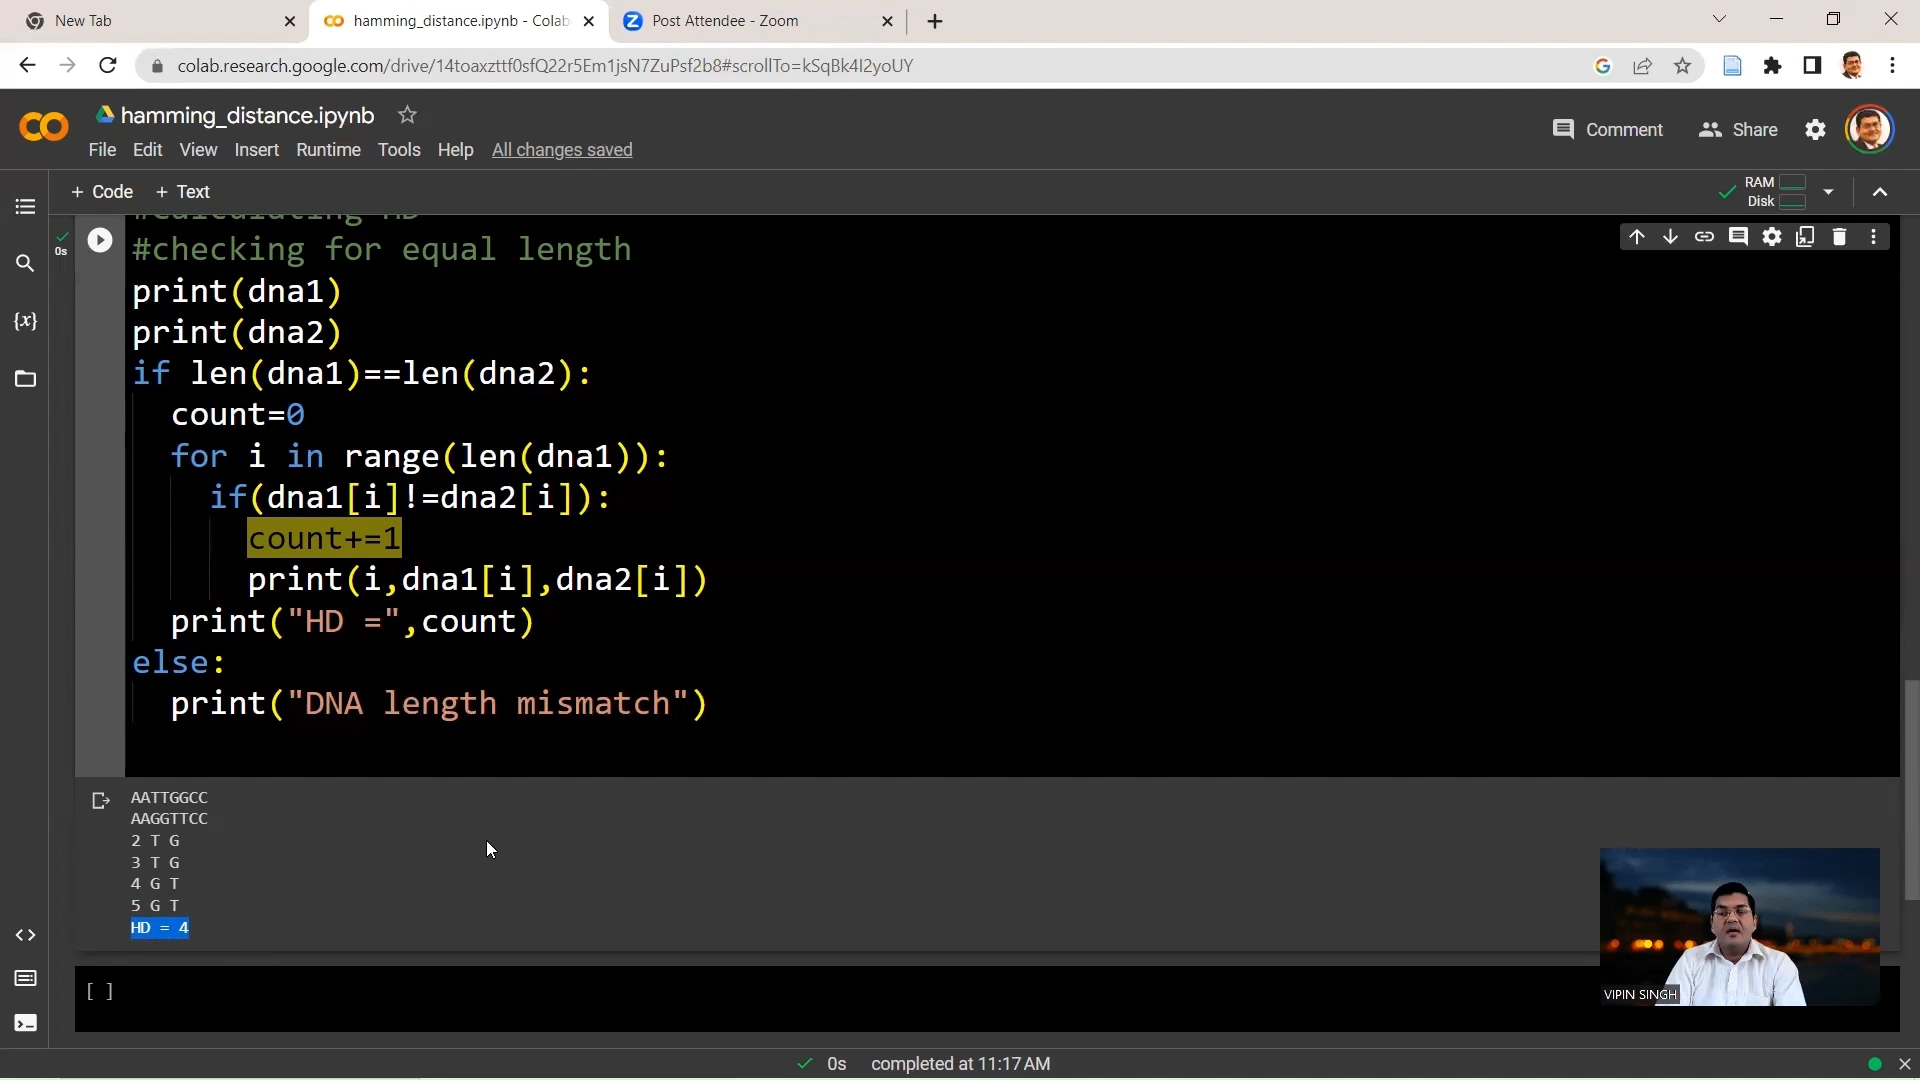 New Tab
hamming_distance.ipynb - Colab
Post Attendee - Zoom
colab.research.google.com/drive/14toaxzttf0sfQ22r5Em1jsN7ZuPsf2b8#scrollTo=kSqBk4I2yoUY
hamming_distance.ipynb
Comment
Share
File Edit View Insert Runtime Tools Help All changes saved
+ Code + Text
RAM
Disk
#calculating HD
0s
#checking for equal length
print(dna1)
print(dna2)
if len(dna1)==len(dna2):
count=0
for i in range(len(dna1)):
if(dna1[i]!=dna2[i]):
count+=1
print(i,dna1[i],dna2[i])
print("HD =",count)
else:
print("DNA length mismatch")
AATTGGCC
AAGGTTCC
2 T G
3 T G
4 G T
5 G T
HD = 4
[ ]
VIPIN SINGH
0s completed at 11:17 AM